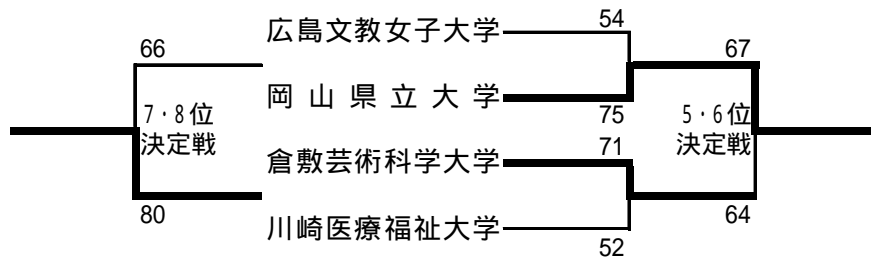 広島文教女子大学
岡山県立大学
倉敷芸術科学大学
川崎医療福祉大学
66
7・8位
決定戦
80
54
75
71
52
67
5・6位
決定戦
64